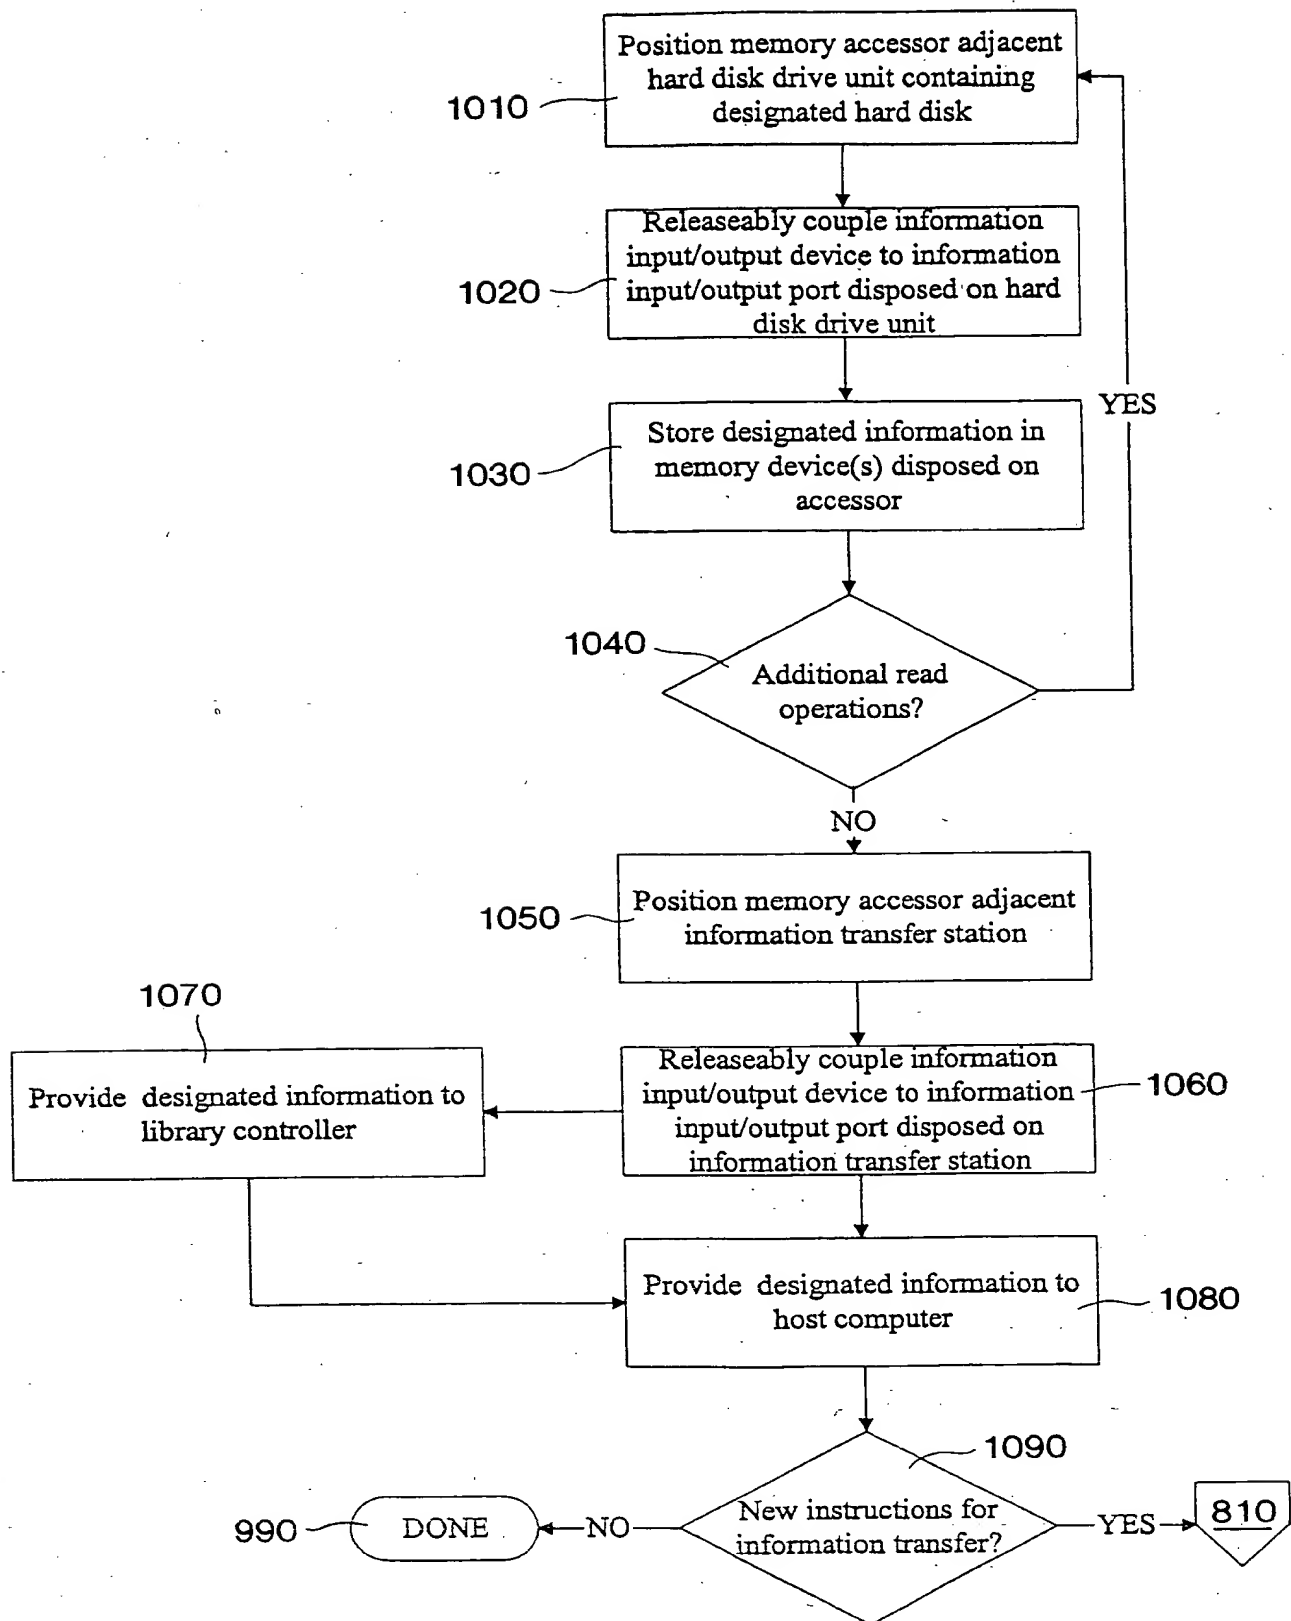 Position memory accessor adjacent
hard disk drive unit containing
designated hard disk
1010
Releaseably couple information
input/output device to information
input/output port disposed on hard
disk drive unit
1020
YES
Store designated information in
memory device(s) disposed on
accessor
1030
1040
Additional read
operations?
NO
Position memory accessor adjacent
information transfer station
1050
1070
Provide designated information to
library controller
Releaseably couple information
input/output device to information
input/output port disposed on
information transfer station
1060
Provide designated information to
host computer
1080
1090
New instructions for
information transfer?
990
DONE
NO
YES
810